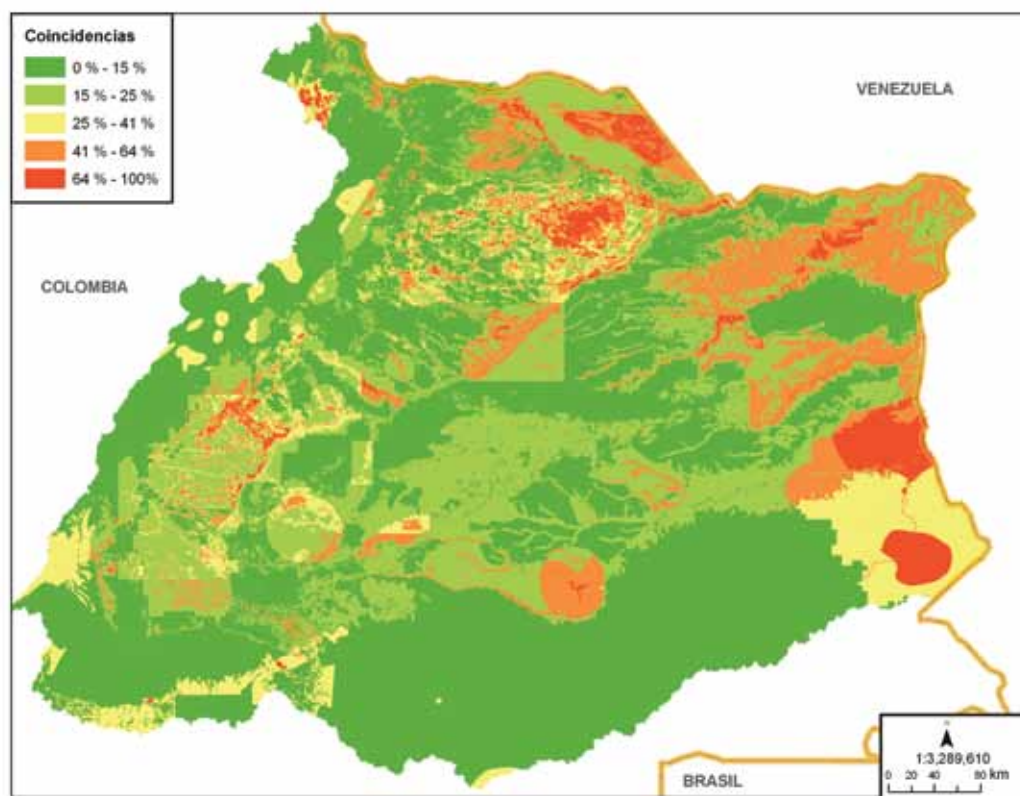 Coincidencias
0 % - 15 %
15 % - 25 %
25 % - 41 %
41 % - 64 %
64 % - 100%
VENEZUELA
COLOMBIA
BRASIL
1:3,289,610
0 20 40 80 km